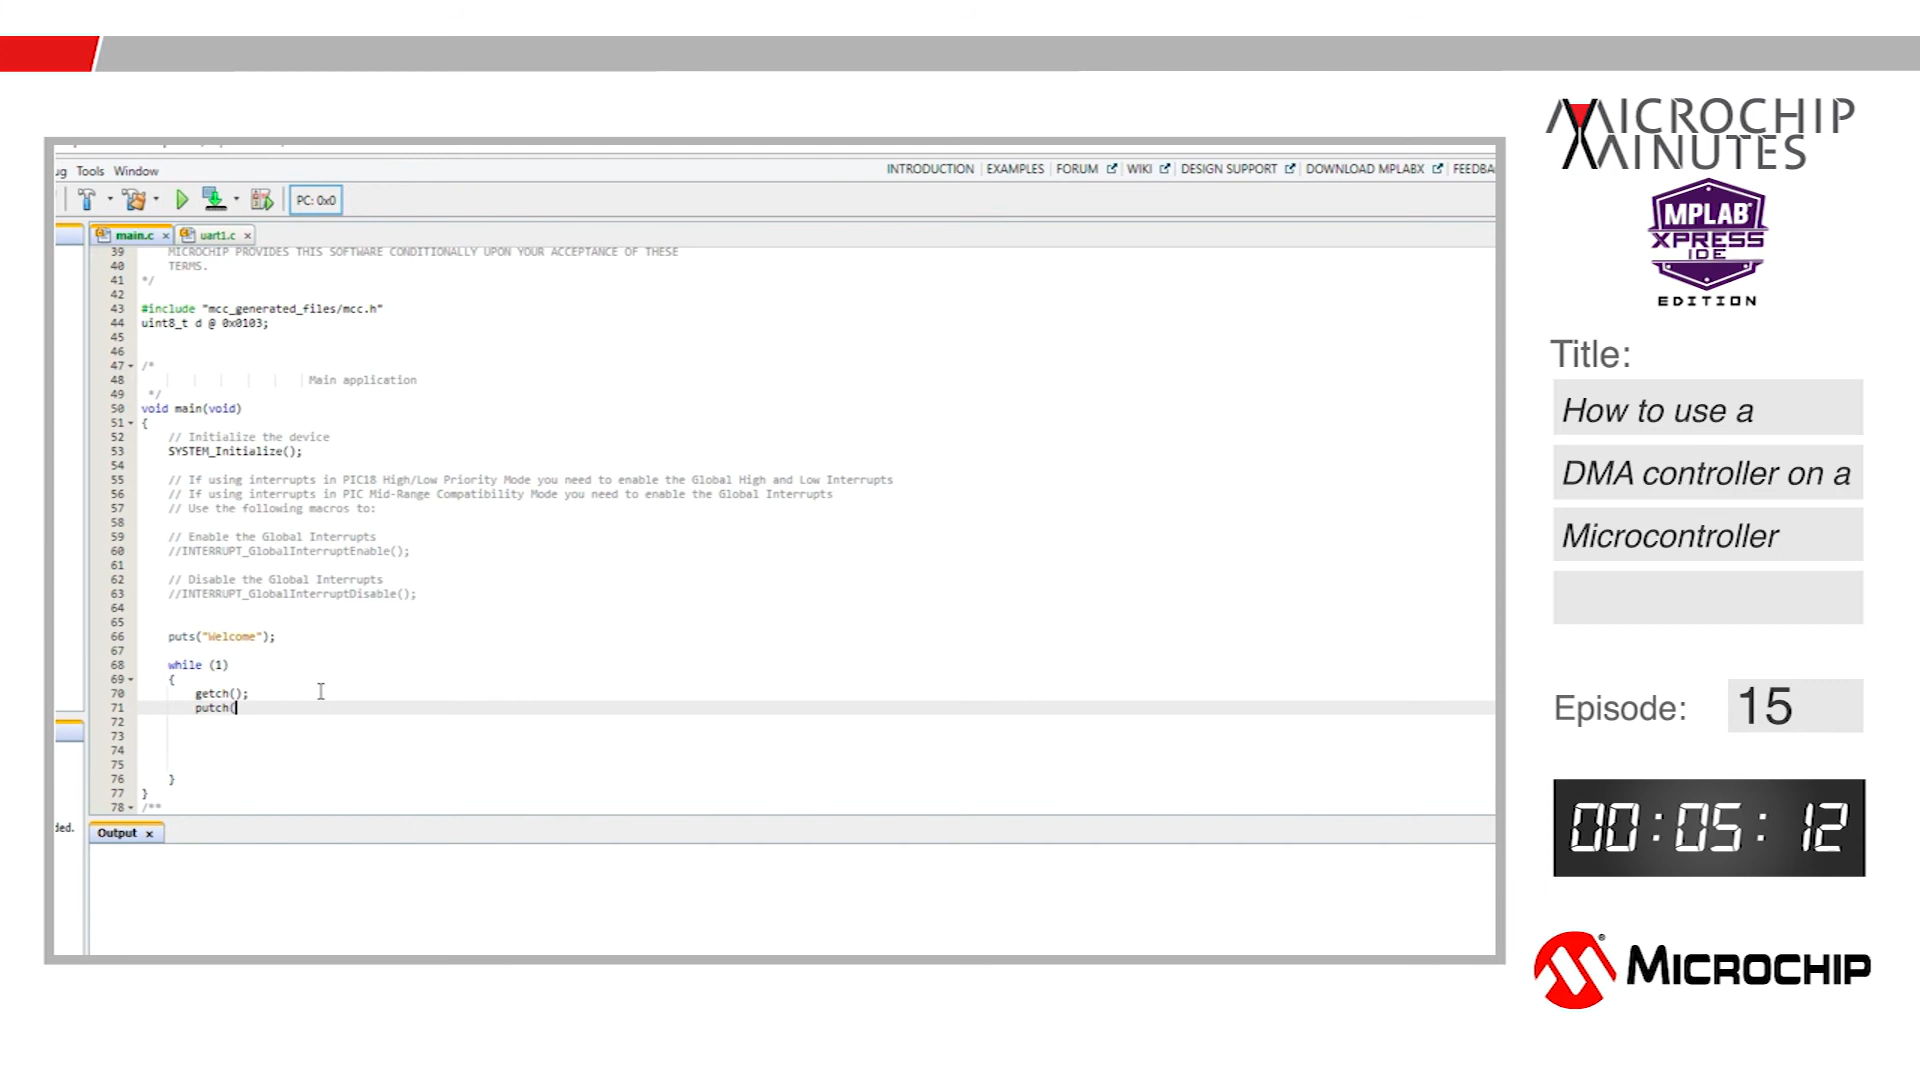 MICROCHIP
MINUTES
MPLAB
XPRESS
IDE
EDITION
Title:
How to use a
DMA controller on a
Microcontroller
Episode: 15
00:05:12
MICROCHIP
Tools Window
INTRODUCTION EXAMPLES FORUM WIKI DESIGN SUPPORT DOWNLOAD MPLABX FEEDBA
PC: 0x0
main.c x uart1.c x
39 MICROCHIP PROVIDES THIS SOFTWARE CONDITIONALLY UPON YOUR ACCEPTANCE OF THESE
40 TERMS.
41 */
42
43 #include "mcc_generated_files/mcc.h"
44 uint8_t d @ 0x0103;
45
46
47 /*
48 Main application
49 */
50 void main(void)
51 {
52 // Initialize the device
53 SYSTEM_Initialize();
54
55 // If using interrupts in PIC18 High/Low Priority Mode you need to enable the Global High and Low Interrupts
56 // If using interrupts in PIC Mid-Range Compatibility Mode you need to enable the Global Interrupts
57 // Use the following macros to:
58
59 // Enable the Global Interrupts
60 //INTERRUPT_GlobalInterruptEnable();
61
62 // Disable the Global Interrupts
63 //INTERRUPT_GlobalInterruptDisable();
64
65
66 puts("Welcome");
67
68 while (1)
69 {
70 getch();
71 putch(
72
73
74
75
76 }
77 }
78 /**
ded.
Output x